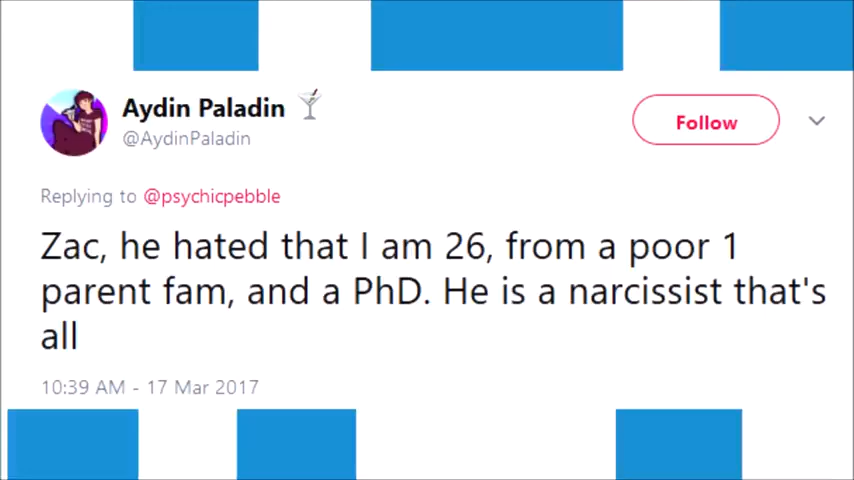 Aydin Paladin 🍸
@AydinPaladin
Follow
Replying to @psychicpebble
Zac, he hated that I am 26, from a poor 1
parent fam, and a PhD. He is a narcissist that's
all
10:39 AM - 17 Mar 2017